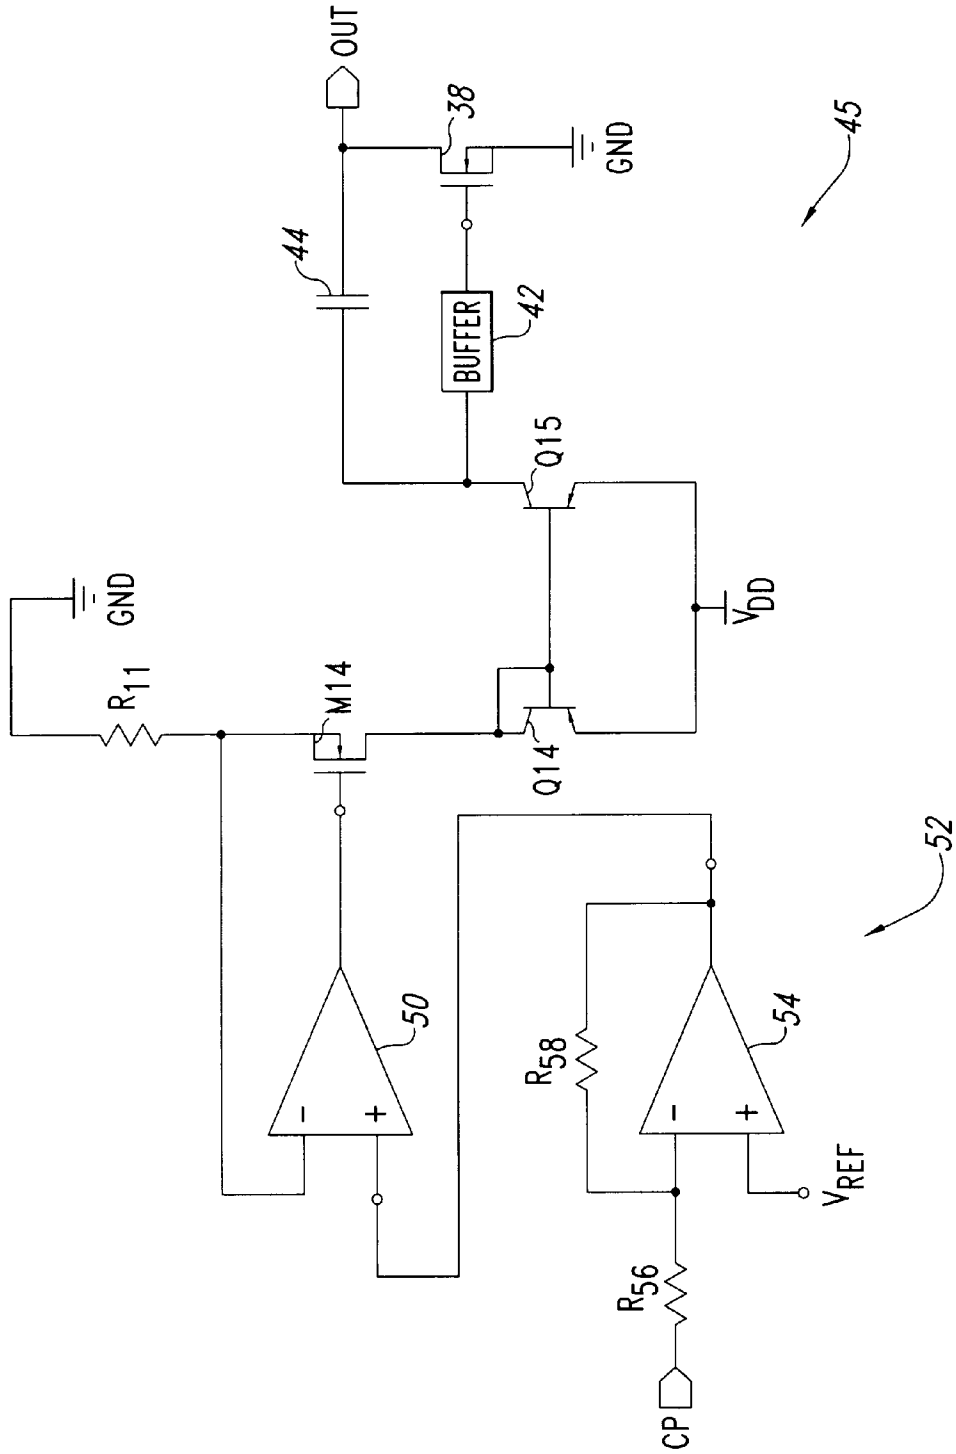 OUT
38
GND
44
BUFFER
42
45
Q15
GND
R11
M14
Q14
VDD
50
52
R58
54
VREF
R56
CP
-
+
-
+